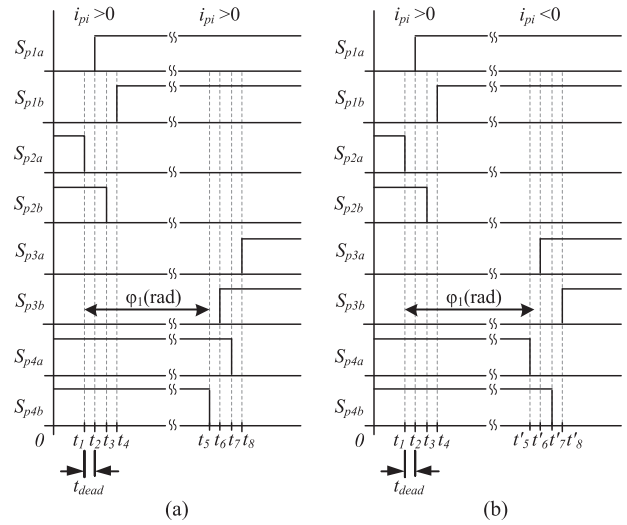 i_pi>0 i_pi>0
S_p1a
S_p1b
S_p2a
S_p2b
S_p3a
S_p3b
φ₁(rad)
S_p4a
S_p4b
0 t₁ t₂ t₃ t₄ t₅ t₆ t₇ t₈
t_dead
(a)
i_pi>0 i_pi<0
S_p1a
S_p1b
S_p2a
S_p2b
S_p3a
S_p3b
φ₁(rad)
S_p4a
S_p4b
0 t₁ t₂ t₃ t₄ t'₅ t'₆ t'₇ t'₈
t_dead
(b)